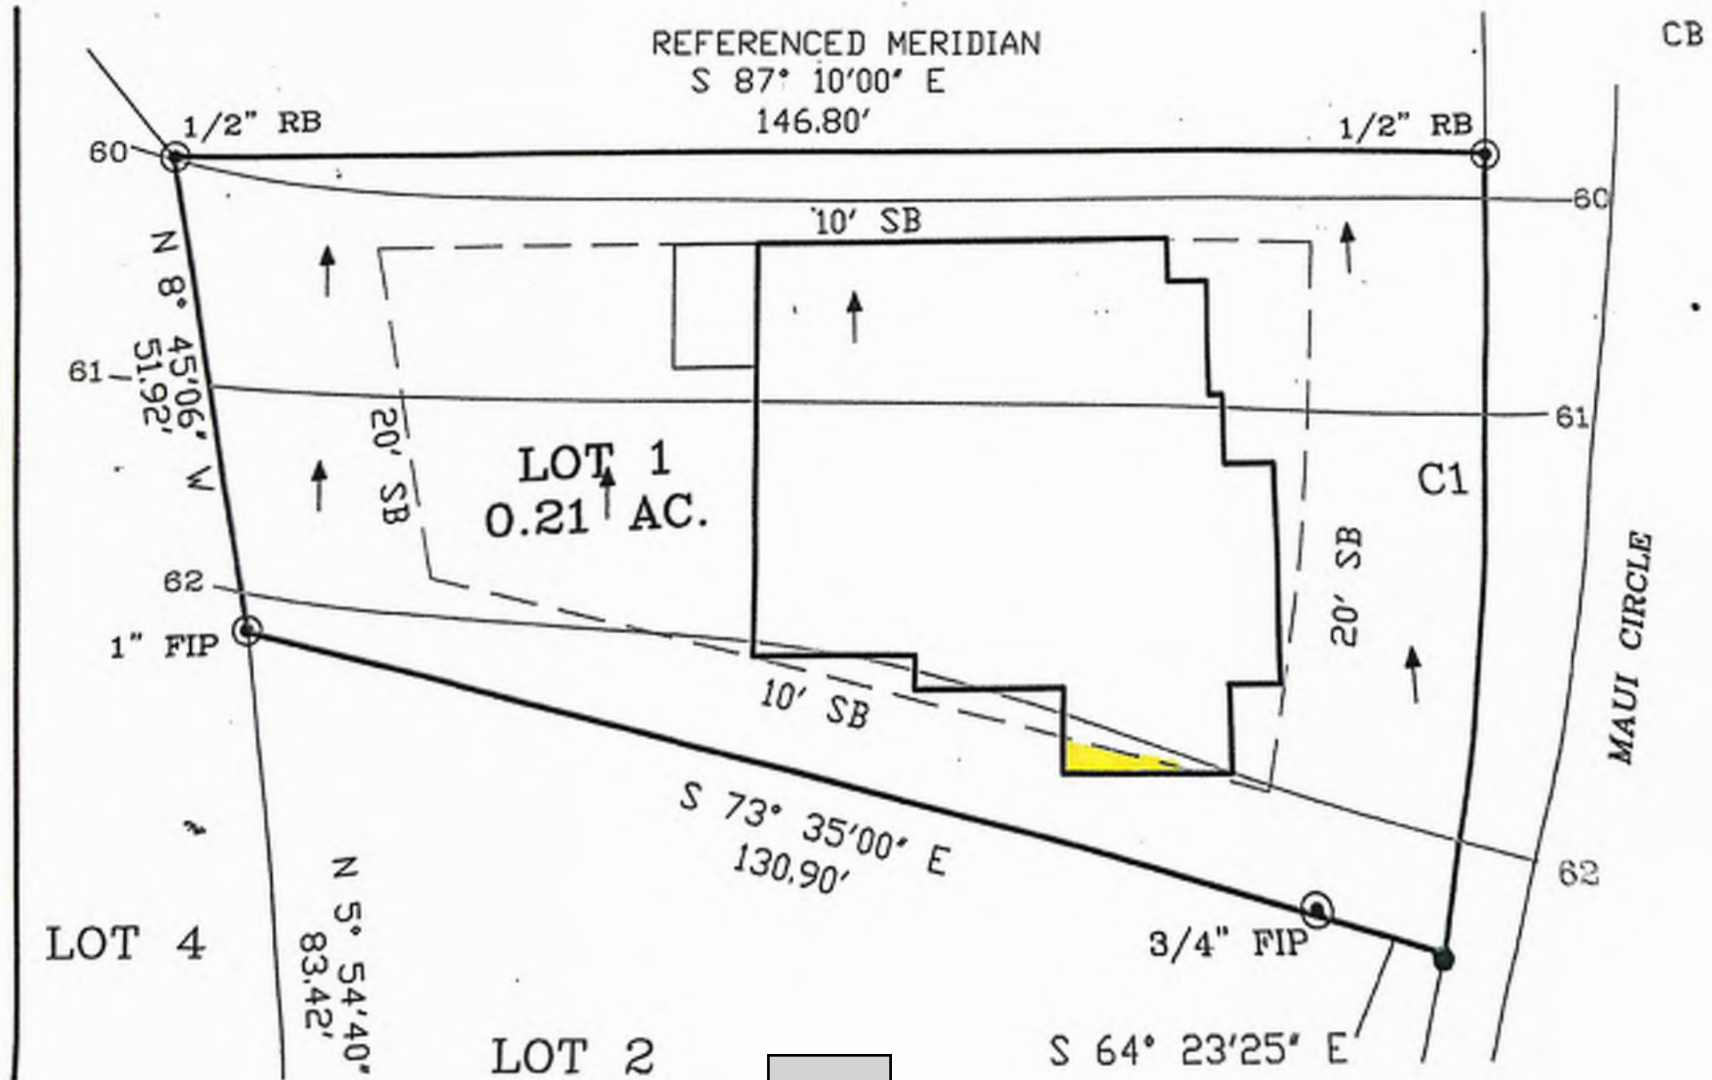 REFERENCED MERIDIAN
S 87° 10'00" E
146.80'
CB
1/2" RB
1/2" RB
60
60
10' SB
N 8° 45'06" W
51.92'
61
61
20' SB
LOT 1
0.21 AC.
C1
20' SB
MAUI CIRCLE
62
1" FIP
10' SB
S 73° 35'00" E
130.90'
62
3/4" FIP
N 5° 54'40"
83.42'
LOT 4
LOT 2
S 64° 23'25" E